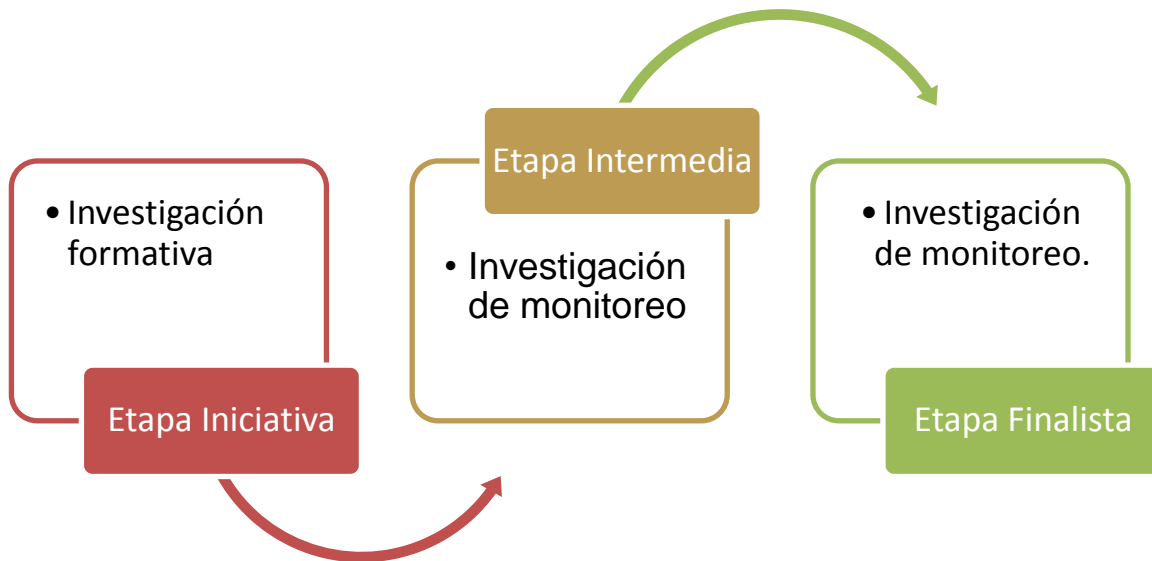 • Investigación
formativa
Etapa Iniciativa
Etapa Intermedia
• Investigación
de monitoreo
• Investigación
de monitoreo.
Etapa Finalista